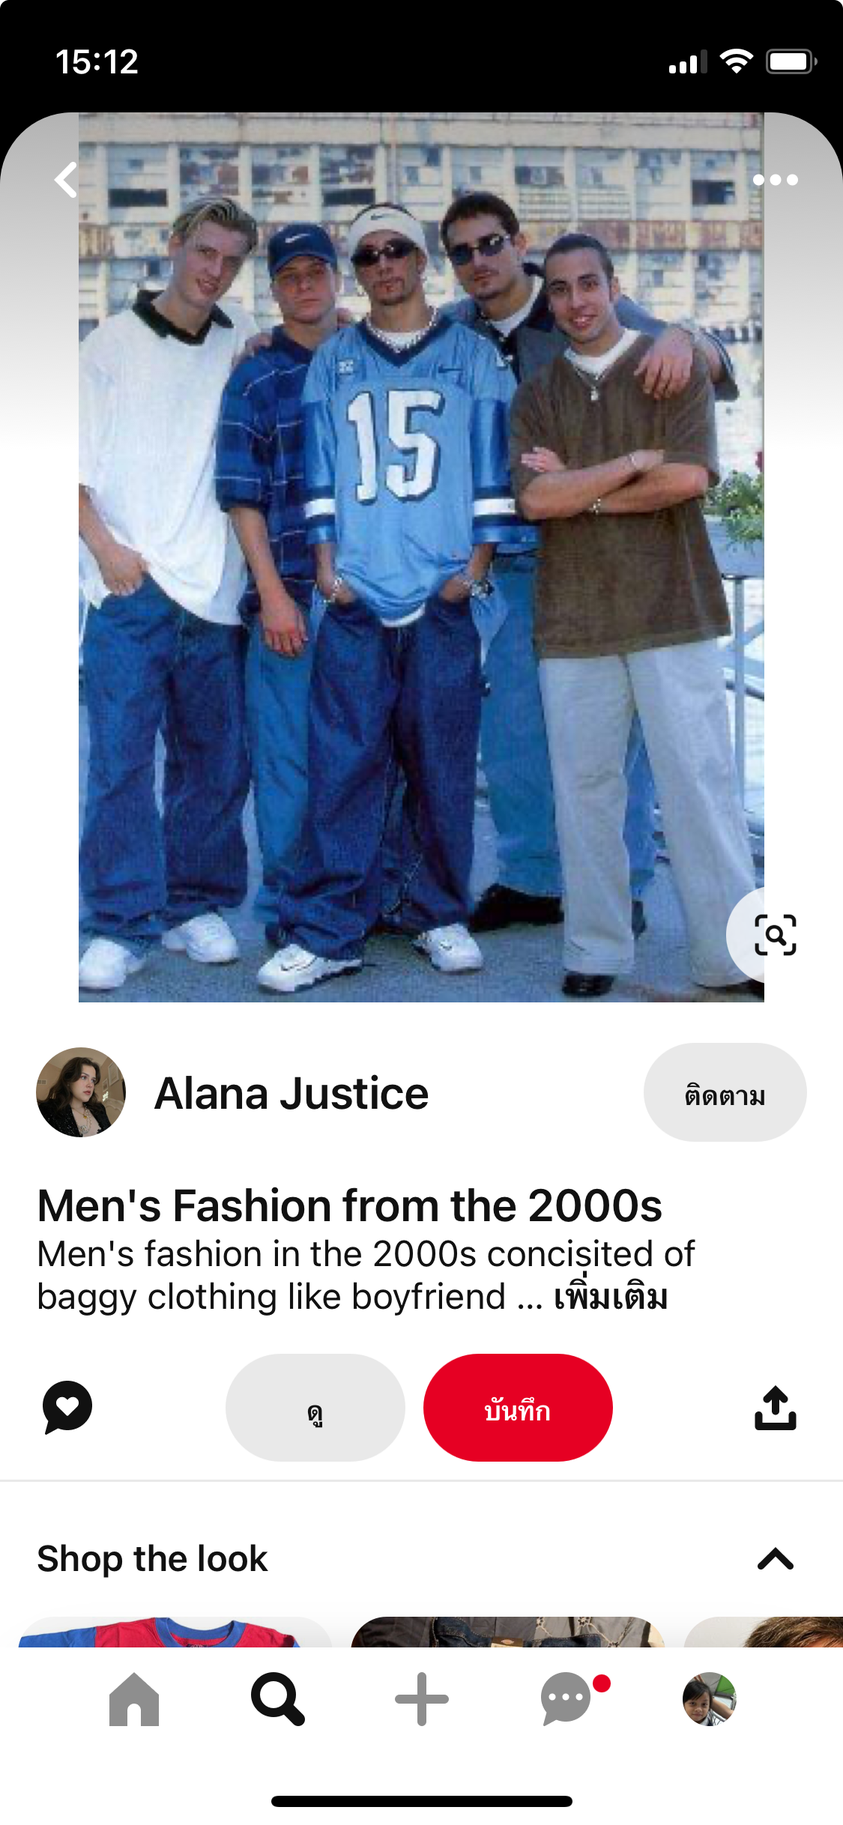 15:12
15
Alana Justice
ติดตาม
Men's Fashion from the 2000s
Men's fashion in the 2000s concisited of
baggy clothing like boyfriend ... เพิ่มเติม
ดู
บันทึก
Shop the look